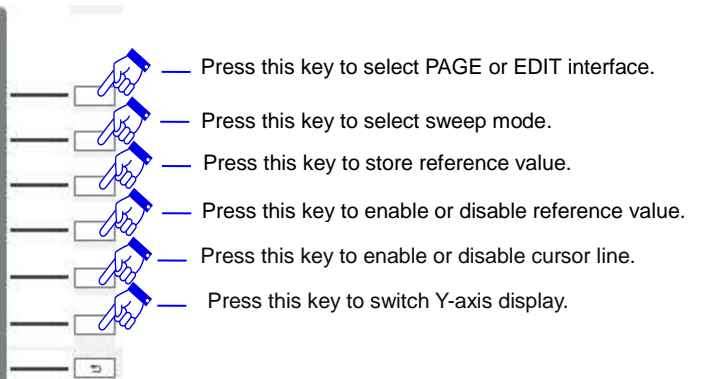 Press this key to select PAGE or EDIT interface.
Press this key to select sweep mode.
Press this key to store reference value.
Press this key to enable or disable reference value.
Press this key to enable or disable cursor line.
Press this key to switch Y-axis display.